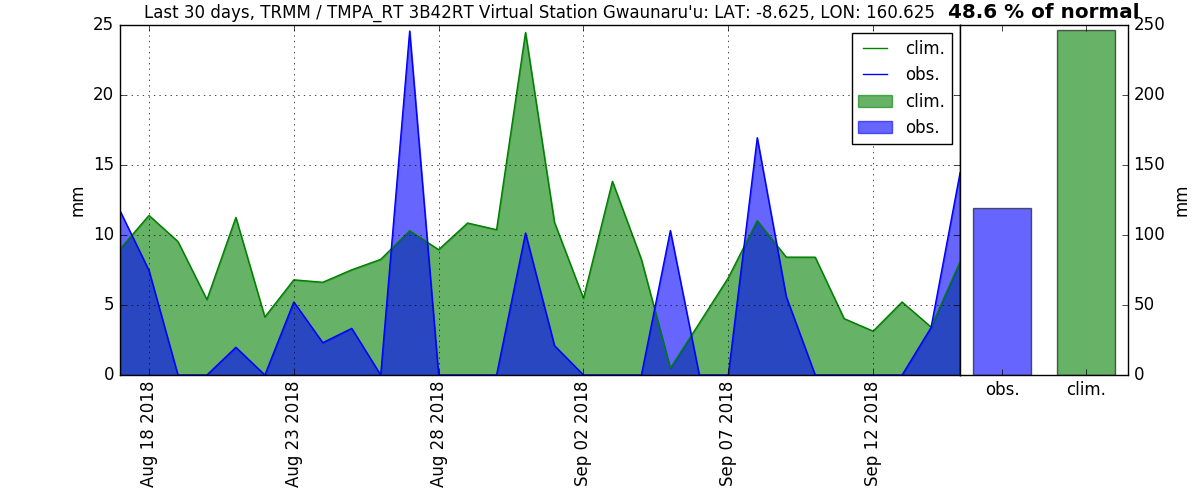 Last 30 days, TRMM / TMPA_RT 3B42RT Virtual Station Gwaunaru'u: LAT: -8.625, LON: 160.625 48.6 % of normal
25 250
clim.
obs.
clim.
obs.
20 200
15 150
mm mm
10 100
5 50
0 0
obs. clim.
Aug 18 2018 Aug 23 2018 Aug 28 2018 Sep 02 2018 Sep 07 2018 Sep 12 2018